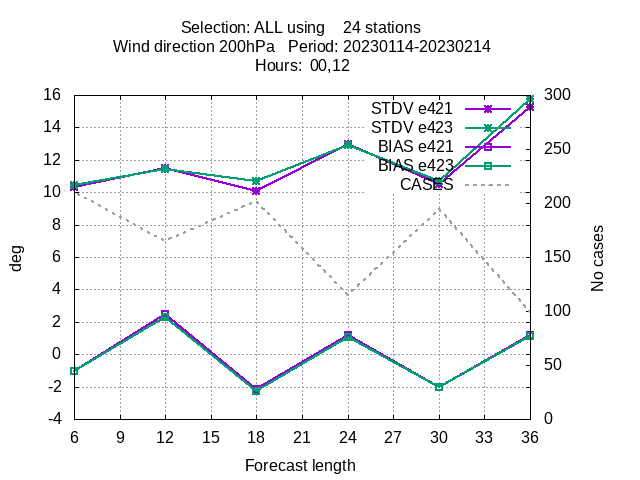 Selection: ALL using    24 stations
Wind direction 200hPa   Period: 20230114-20230214
Hours:  00,12
STDV e421
STDV e423
BIAS e421
BIAS e423
CASES
16
14
12
10
8
6
4
2
0
-2
-4
deg
300
250
200
150
100
50
0
No cases
6 9 12 15 18 21 24 27 30 33 36
Forecast length